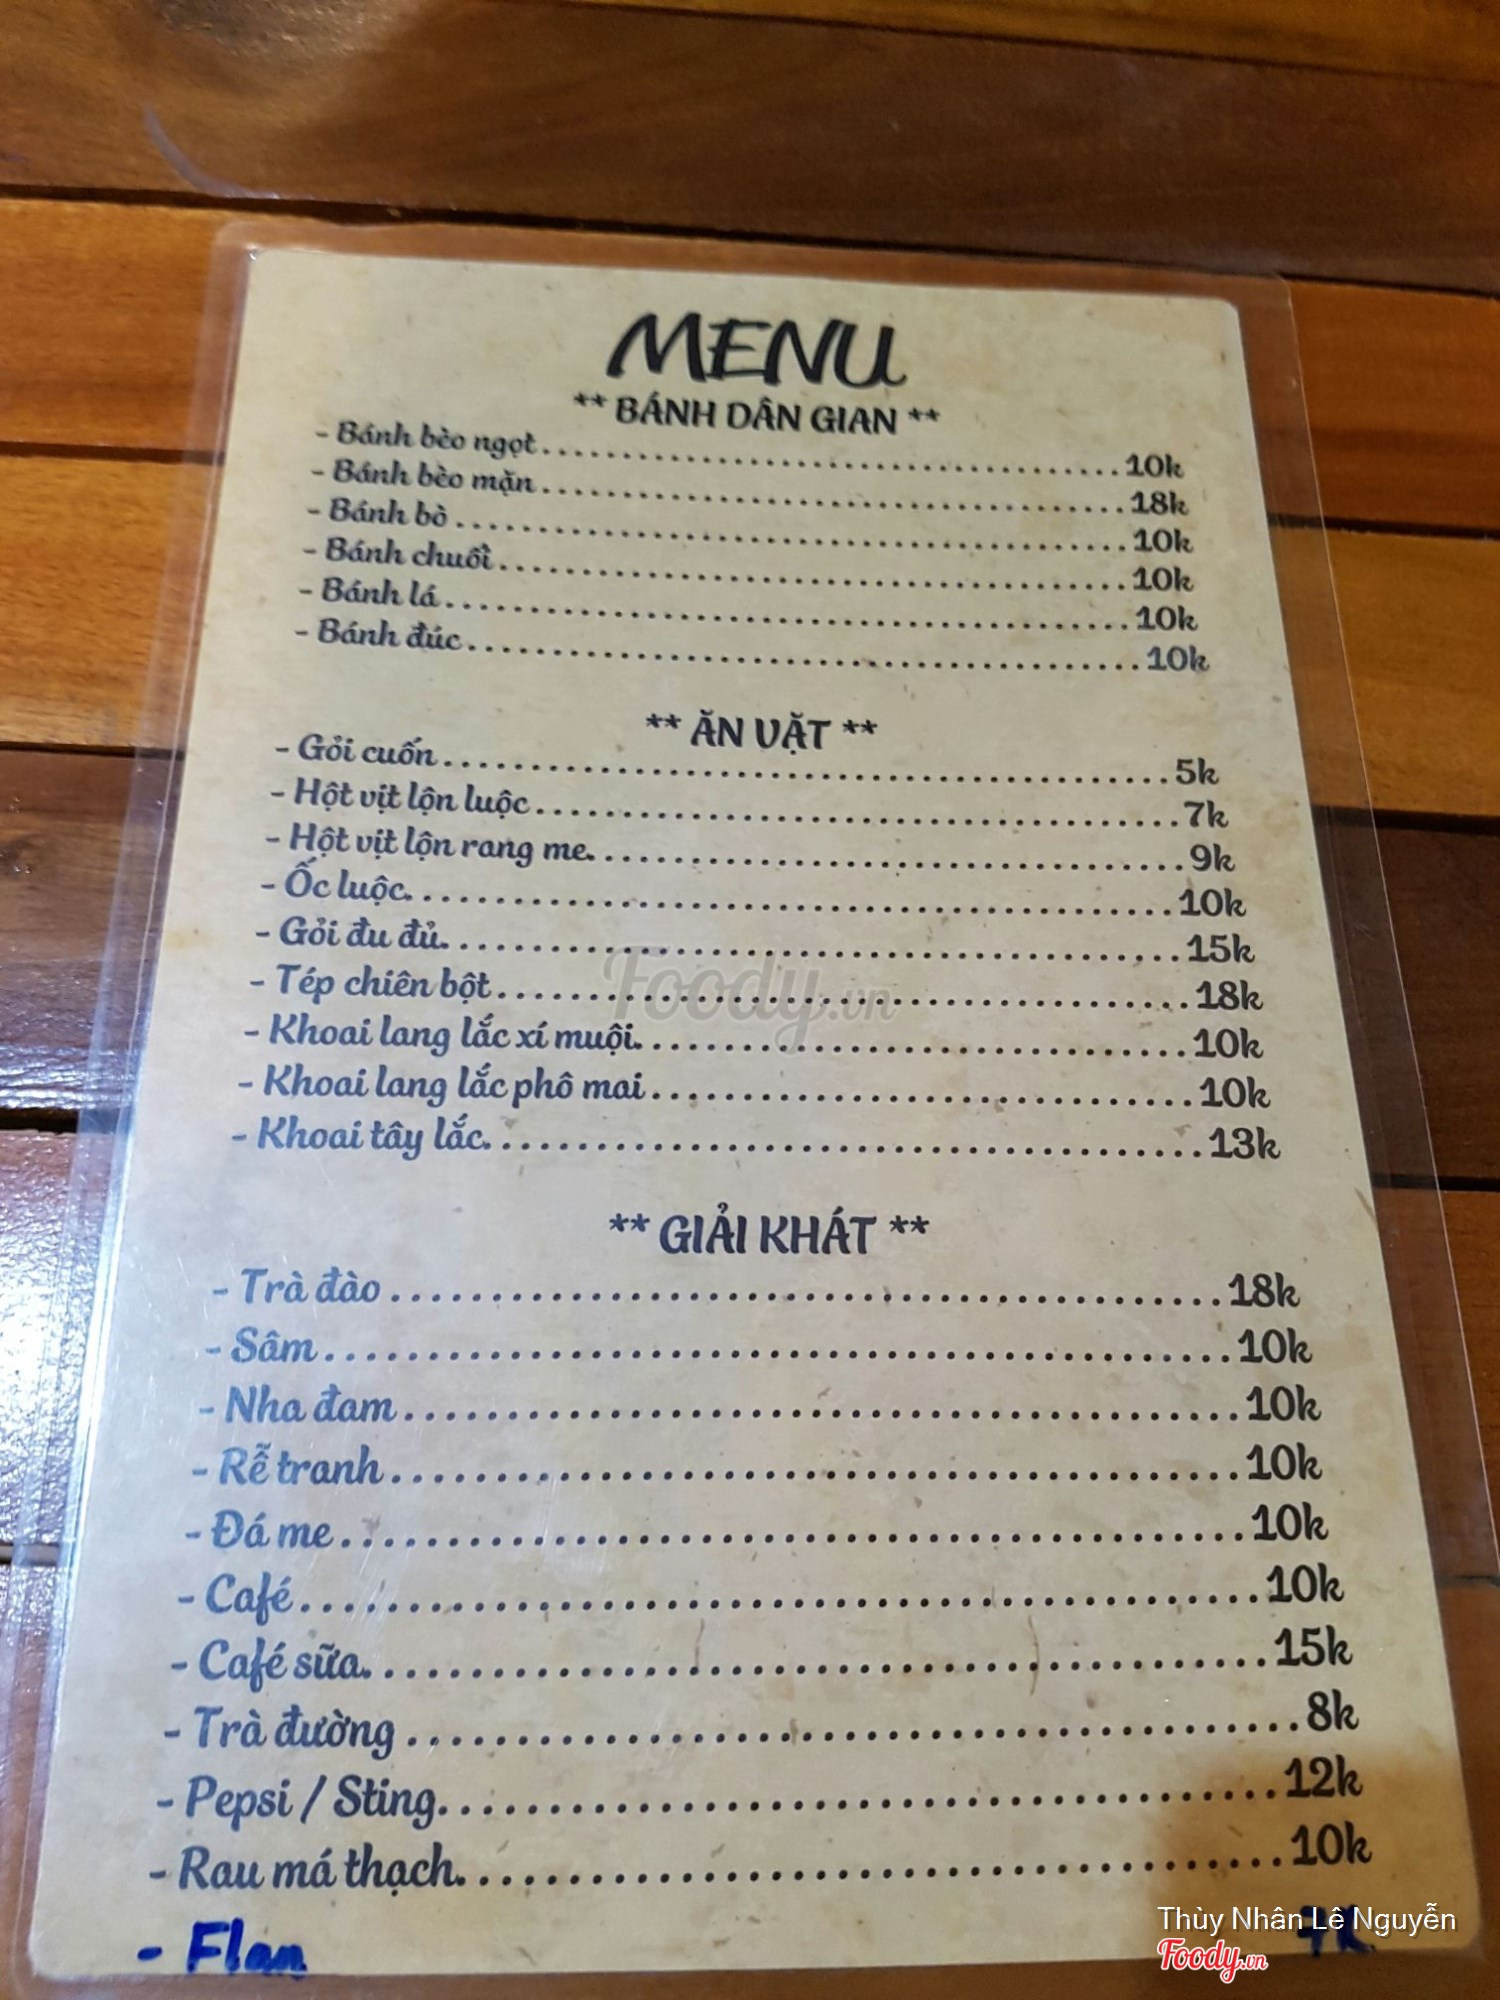 MENU
** BÁNH DÂN GIAN **
- Bánh bèo ngọt 10k
- Bánh bèo mặn 18k
- Bánh bò 10k
- Bánh chuối 10k
- Bánh lá 10k
- Bánh đúc 10k
** ĂN VẶT **
- Gỏi cuốn 5k
- Hột vịt lộn luộc 7k
- Hột vịt lộn rang me 9k
- Ốc luộc 10k
- Gỏi đu đủ 15k
- Tép chiên bột 18k
- Khoai lang lắc xí muội 10k
- Khoai lang lắc phô mai 10k
- Khoai tây lắc 13k
** GIẢI KHÁT **
- Trà đào 18k
- Sâm 10k
- Nha đam 10k
- Rễ tranh 10k
- Đá me 10k
- Café 10k
- Café sữa 15k
- Trà đường 8k
- Pepsi / Sting 12k
- Rau má thạch 10k
- Flan 7k
Foody.vn
Thùy Nhân Lê Nguyễn
Foody.vn